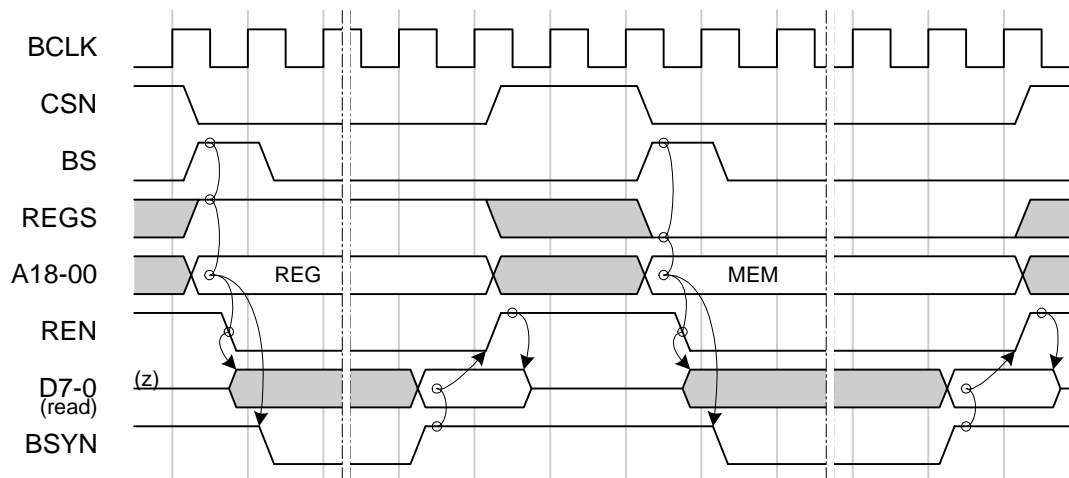 BCLK
CSN
BS
REGS
A18-00 REG MEM
REN
D7-0 (z)
(read)
BSYN